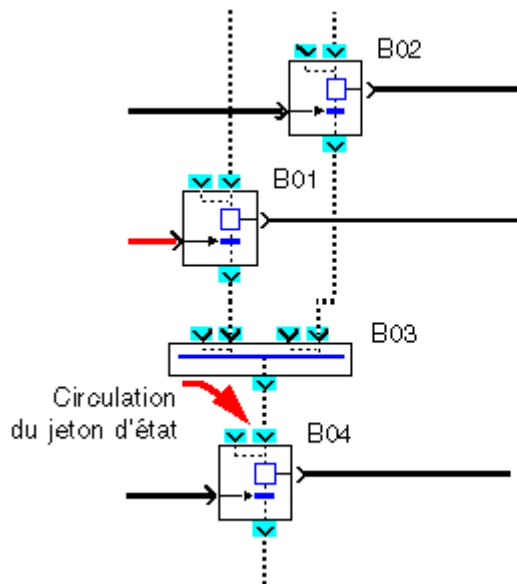 B02
B01
B03
Circulation
du jeton d'état
B04